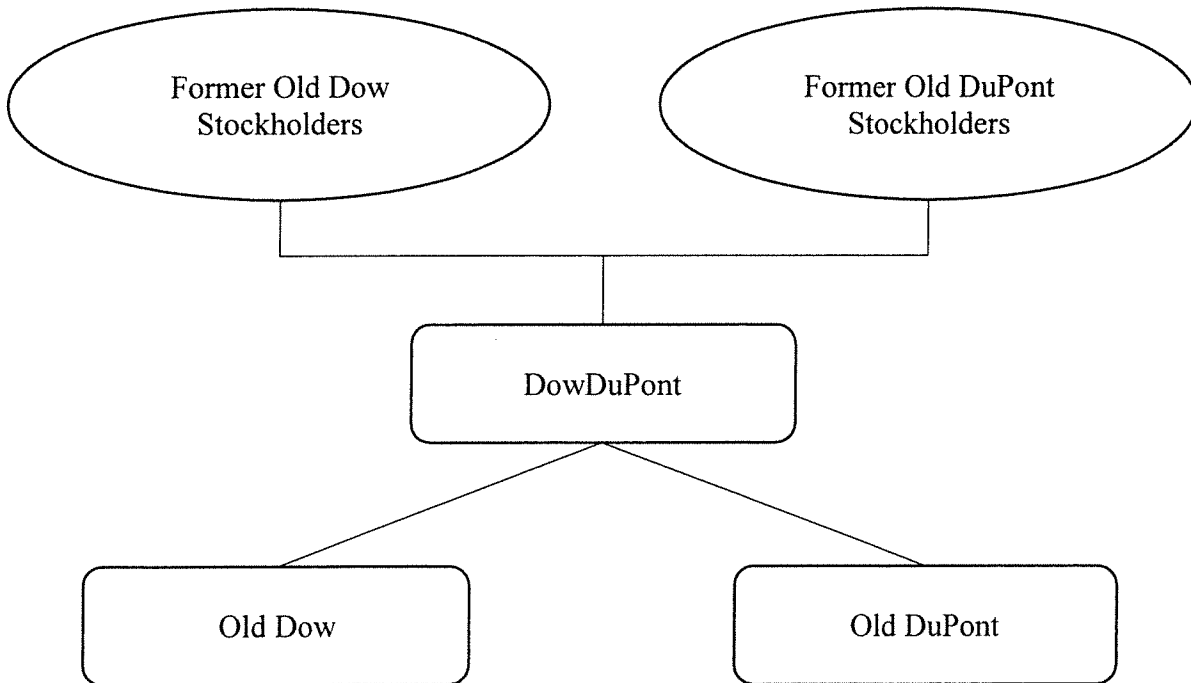 Former Old Dow
Stockholders
Former Old DuPont
Stockholders
DowDuPont
Old Dow
Old DuPont